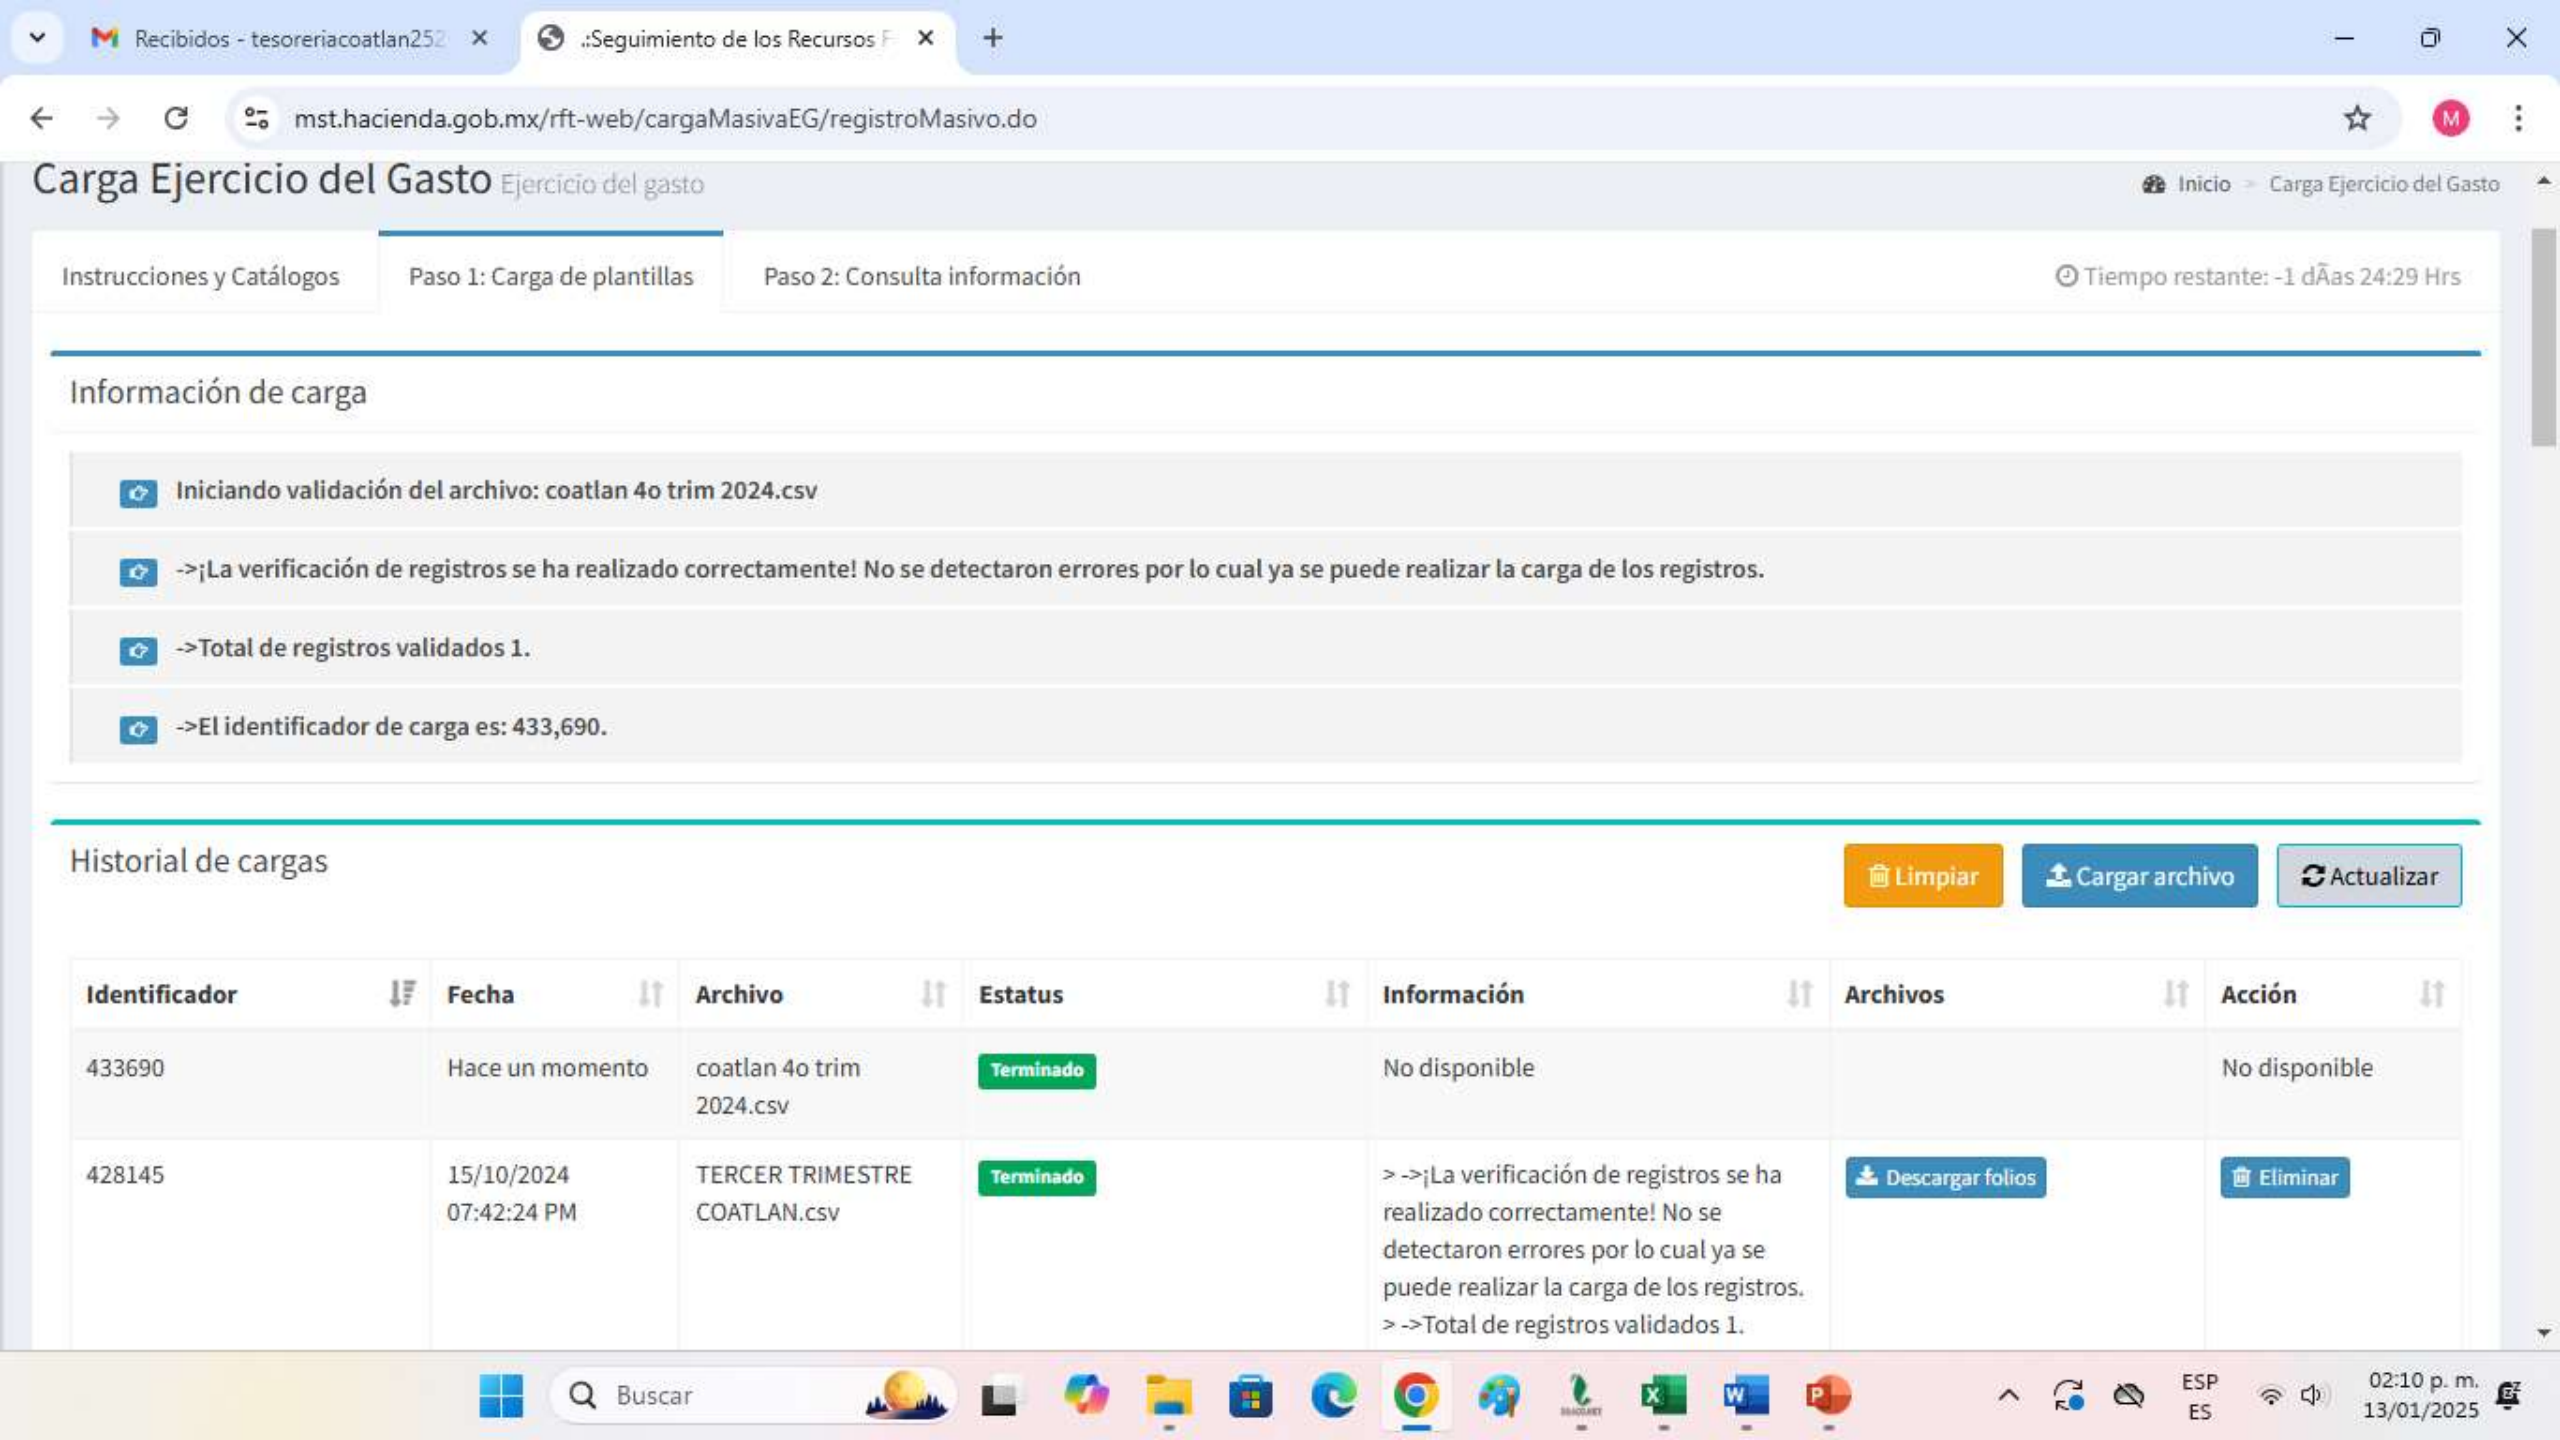 Recibidos - tesoreriacoatlan252
.:Seguimiento de los Recursos F
mst.hacienda.gob.mx/rft-web/cargaMasivaEG/registroMasivo.do
M
Carga Ejercicio del Gasto Ejercicio del gasto
Inicio > Carga Ejercicio del Gasto
Instrucciones y Catálogos
Paso 1: Carga de plantillas
Paso 2: Consulta información
Tiempo restante: -1 dÃas 24:29 Hrs
Información de carga
Iniciando validación del archivo: coatlan 4o trim 2024.csv
->¡La verificación de registros se ha realizado correctamente! No se detectaron errores por lo cual ya se puede realizar la carga de los registros.
->Total de registros validados 1.
->El identificador de carga es: 433,690.
Historial de cargas
Limpiar
Cargar archivo
Actualizar
Identificador Fecha Archivo Estatus Información Archivos Acción
433690 Hace un momento coatlan 4o trim Terminado No disponible No disponible
2024.csv
428145 15/10/2024 TERCER TRIMESTRE Terminado > ->¡La verificación de registros se ha Descargar folios Eliminar
07:42:24 PM COATLAN.csv realizado correctamente! No se
detectaron errores por lo cual ya se
puede realizar la carga de los registros.
> ->Total de registros validados 1.
Buscar
ESP
ES
02:10 p. m.
13/01/2025